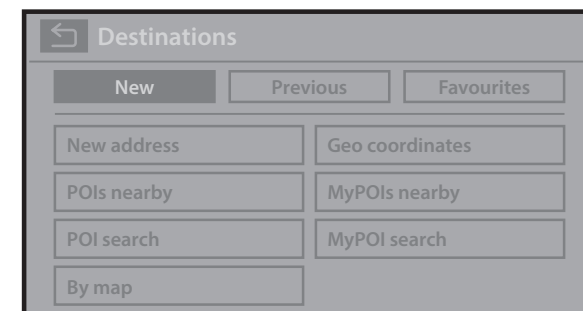 Destinations
New Previous Favourites
New address Geo coordinates
POIs nearby MyPOIs nearby
POI search MyPOI search
By map